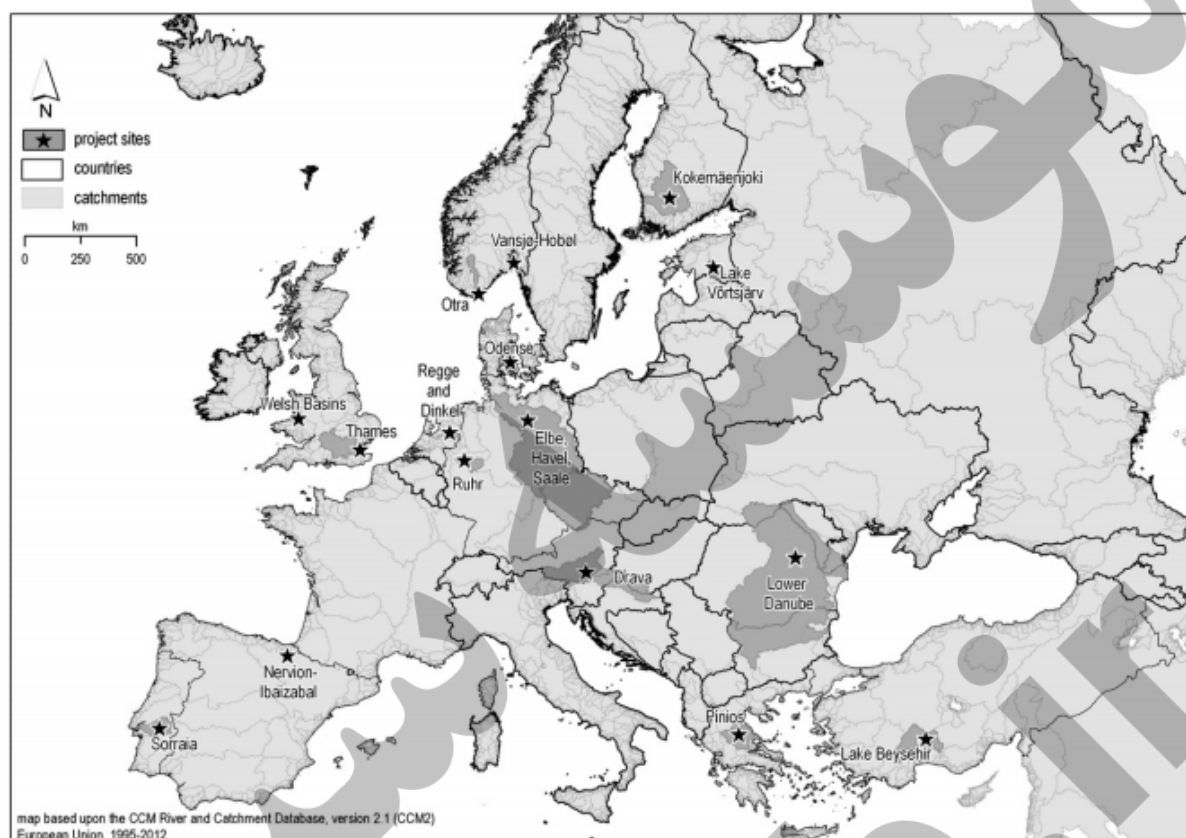 N
project sites
countries
catchments
km
0 250 500
Kokemäenjoki
Vansjø-Hobøl
Otra
Lake
Võrtsjärv
Odense
Regge
and
Dinkel
Welsh Basins
Thames
Elbe,
Havel,
Saale
Ruhr
Drava
Lower
Danube
Nervion-
Ibaizabal
Sorraia
Pinios
Lake Beysehir
map based upon the CCM River and Catchment Database, version 2.1 (CCM2)
European Union, 1995-2012